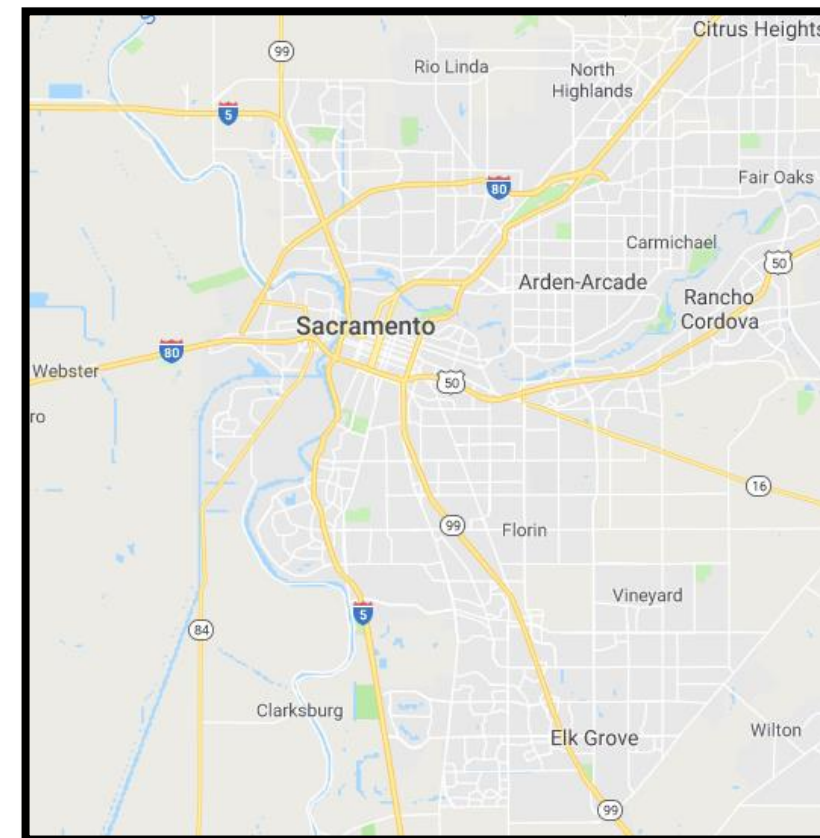 Citrus Heights
99
Rio Linda
North
Highlands
5
80
Fair Oaks
Carmichael
50
Arden-Arcade
Rancho
Cordova
Sacramento
80
Webster
50
ro
16
99
Florin
Vineyard
5
84
Clarksburg
Wilton
Elk Grove
99